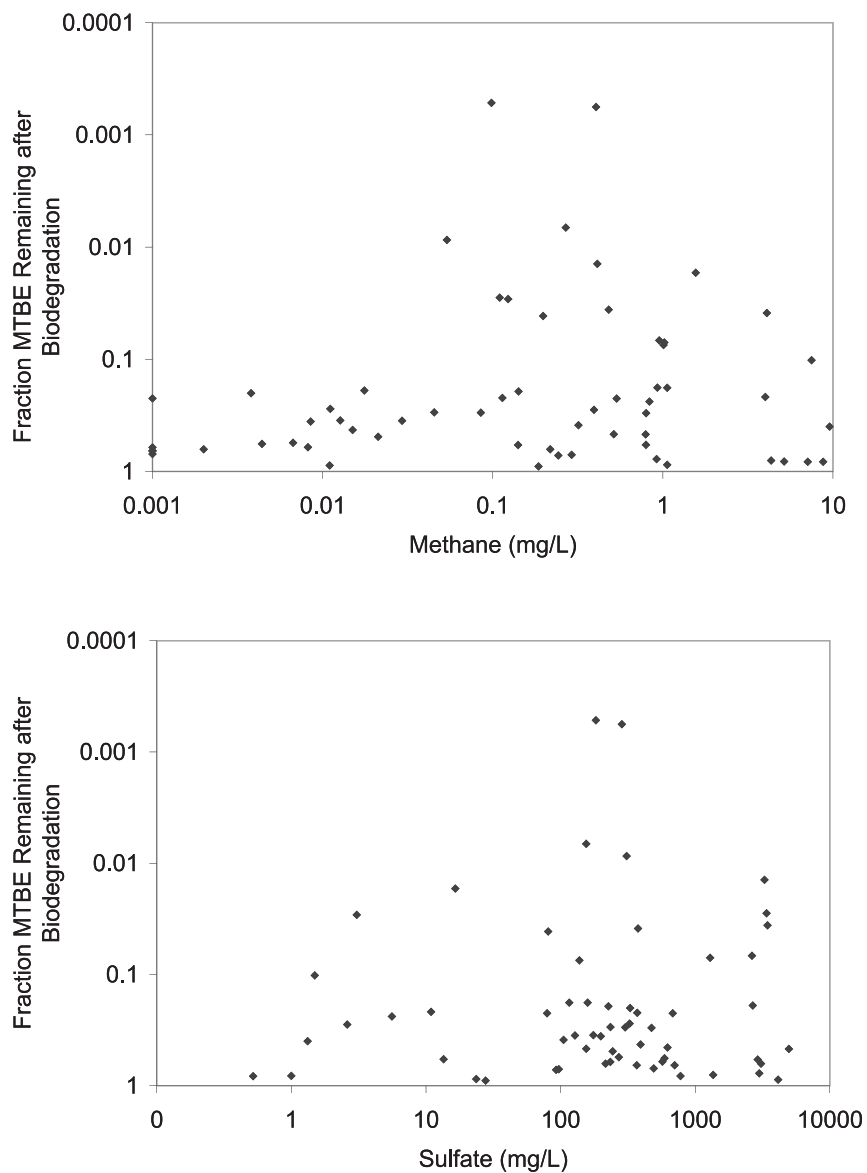 0.0001
0.001
0.01
0.1
1
Fraction MTBE Remaining after
Biodegradation
0.001 0.01 0.1 1 10
Methane (mg/L)
0.0001
0.001
0.01
0.1
1
Fraction MTBE Remaining after
Biodegradation
0 1 10 100 1000 10000
Sulfate (mg/L)